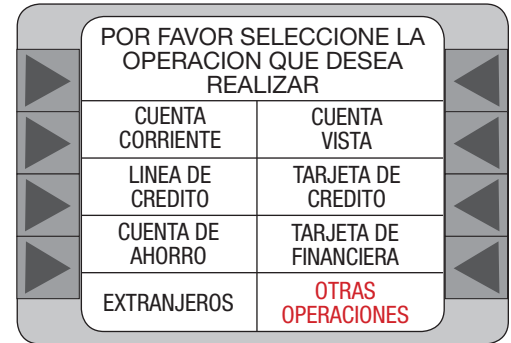 POR FAVOR SELECCIONE LA
OPERACION QUE DESEA
REALIZAR
CUENTA
CORRIENTE
CUENTA
VISTA
LINEA DE
CREDITO
TARJETA DE
CREDITO
CUENTA DE
AHORRO
TARJETA DE
FINANCIERA
EXTRANJEROS
OTRAS
OPERACIONES